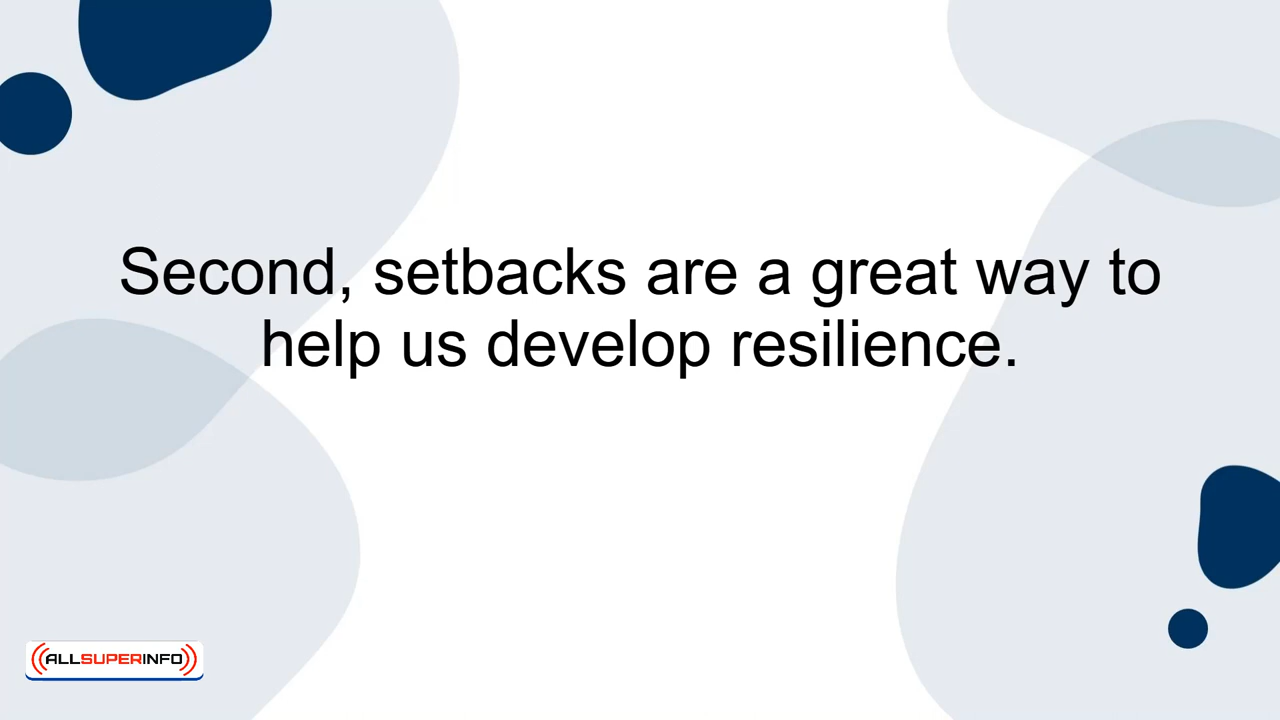 Second, setbacks are a great way to
help us develop resilience.
ALLSUPERINFO